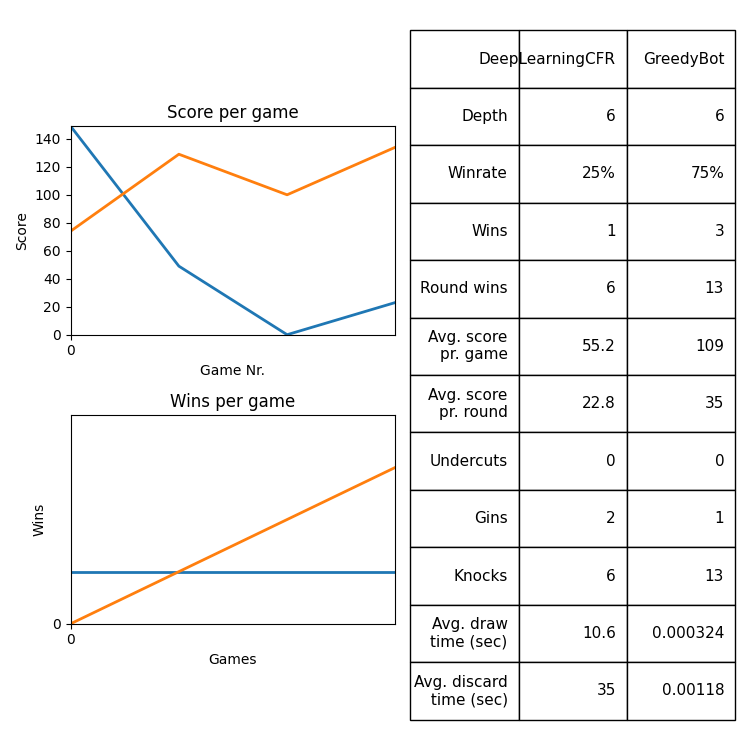 Score per game
140
120
100
80
60
40
20
0
Score
0
Game Nr.
Wins per game
Wins
0
0
Games
DeepLearningCFR GreedyBot
Depth 6 6
Winrate 25% 75%
Wins 1 3
Round wins 6 13
Avg. score
pr. game 55.2 109
Avg. score
pr. round 22.8 35
Undercuts 0 0
Gins 2 1
Knocks 6 13
Avg. draw
time (sec) 10.6 0.000324
Avg. discard
time (sec) 35 0.00118